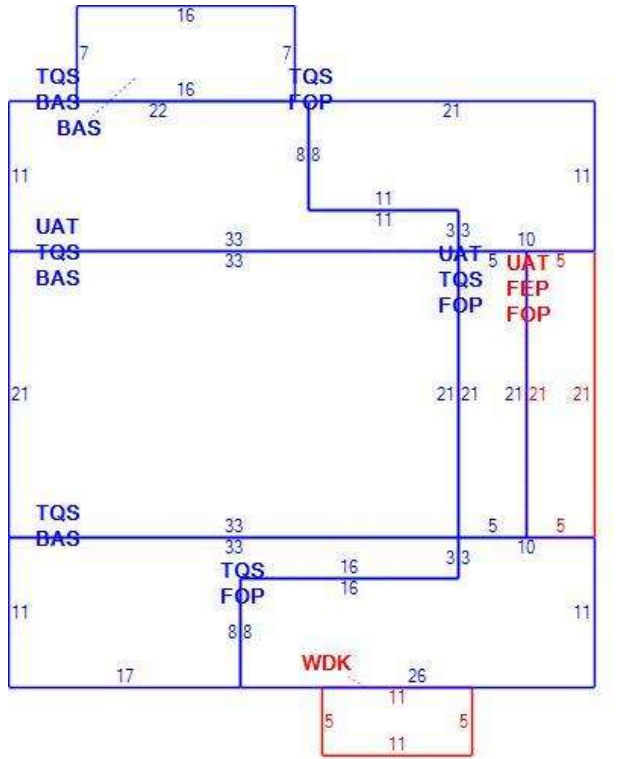 16
7 7
TQS TQS
BAS 16 FOP
22 21
BAS
11 8 8 11
11
11
UAT 3 3 10
TQS 33 UAT 5 UAT 5
BAS 33 TQS FEP
FOP FOP
21 21 21 21 21 21
TQS 33 5 5
BAS 33 3 3 10
TQS 16
FOP 16
11 8 8 11
WDK
17 26
11
5 5
11